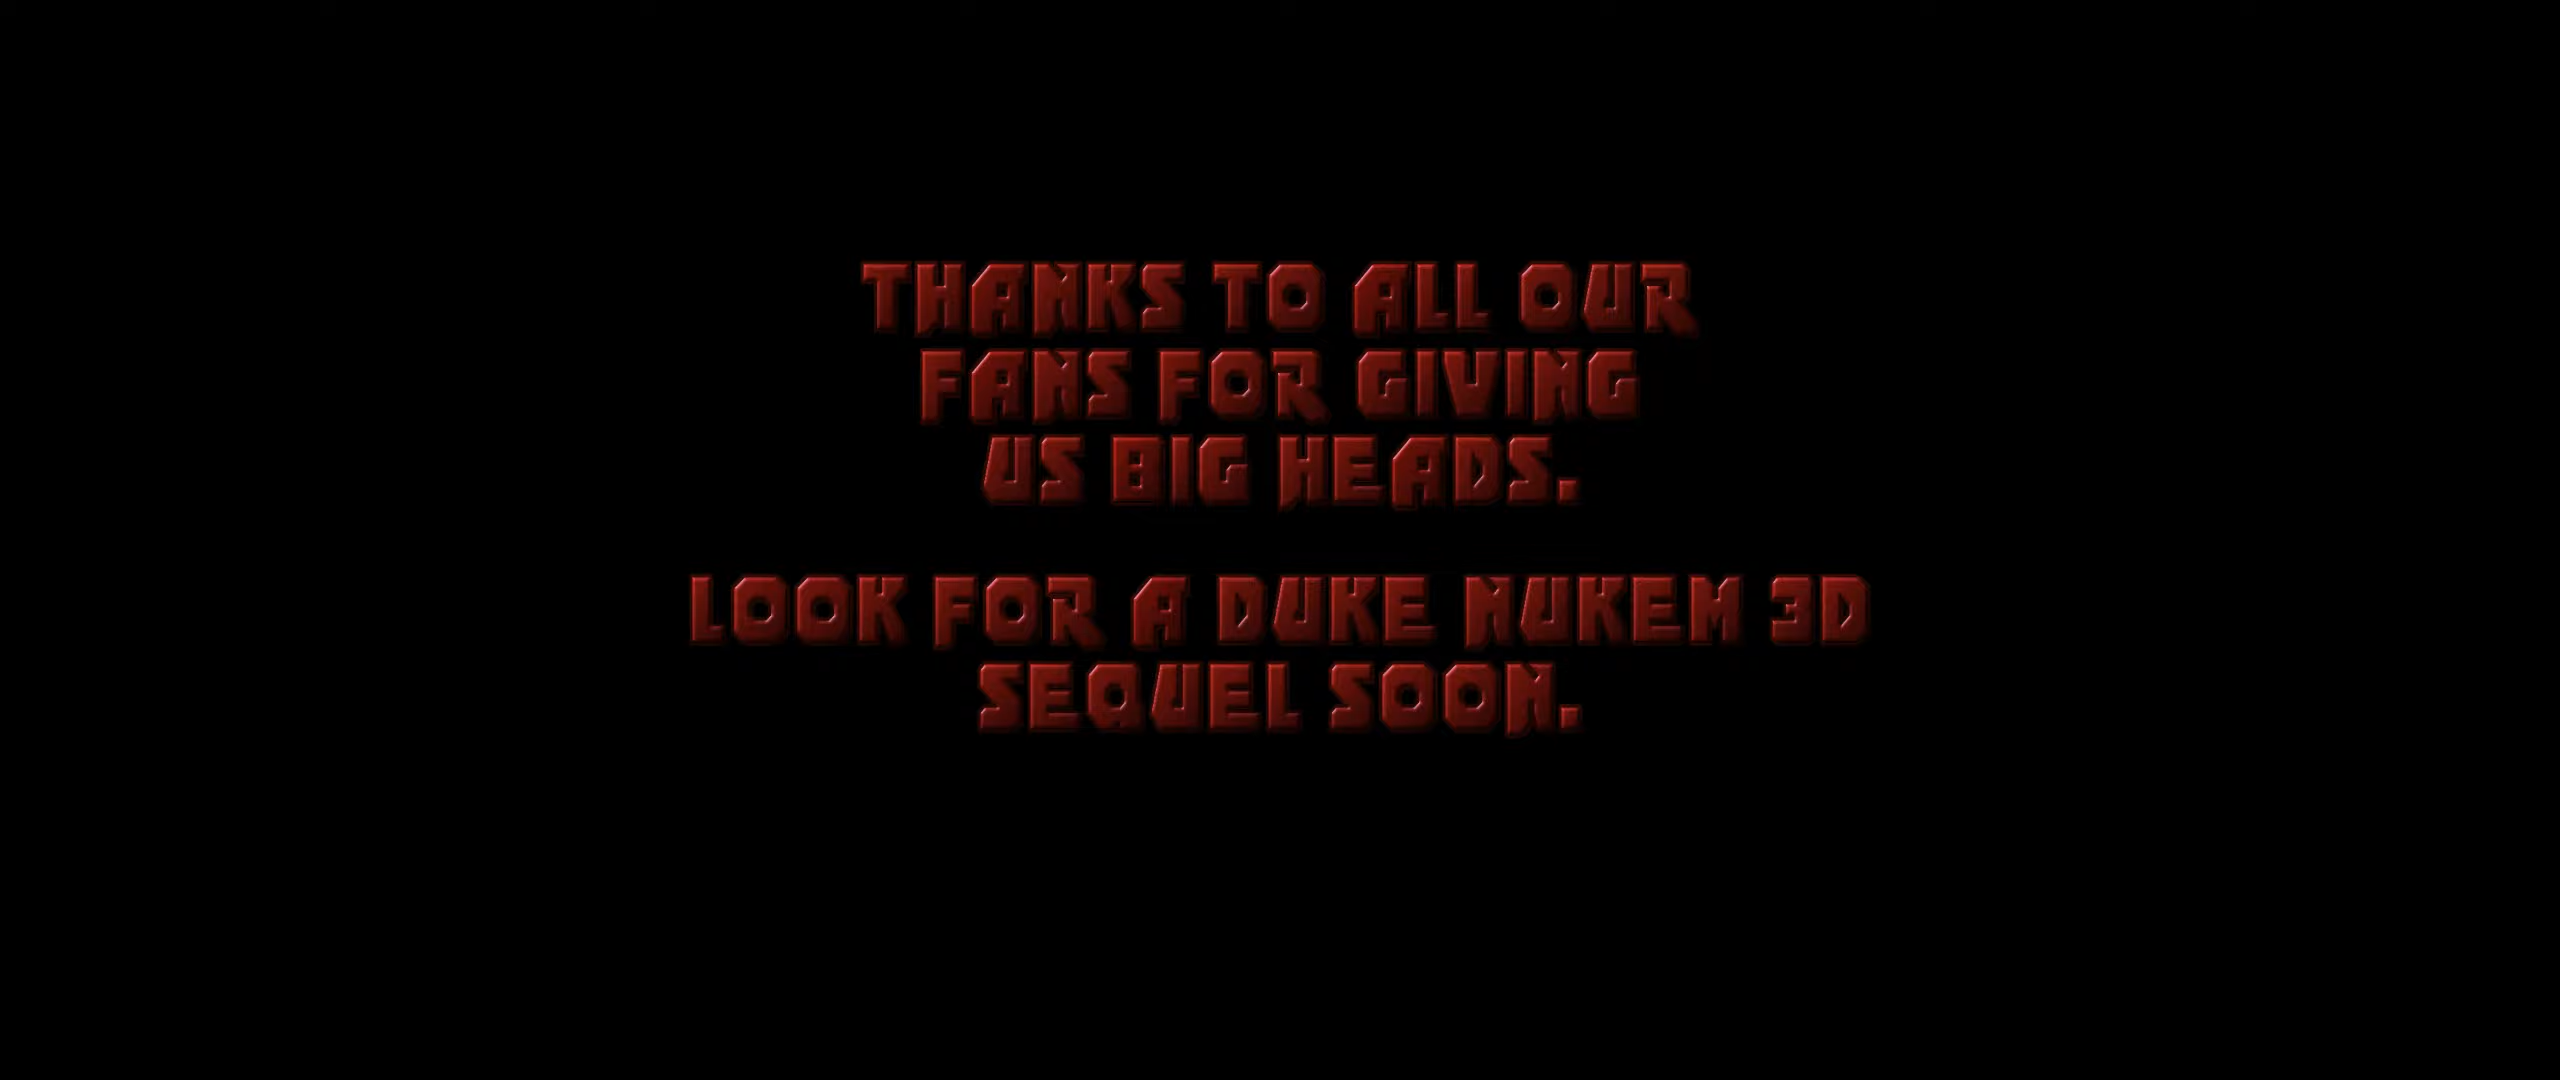 THANKS TO ALL OUR
FANS FOR GIVING
US BIG HEADS.
LOOK FOR A DUKE NUKEM 3D
SEQUEL SOON.